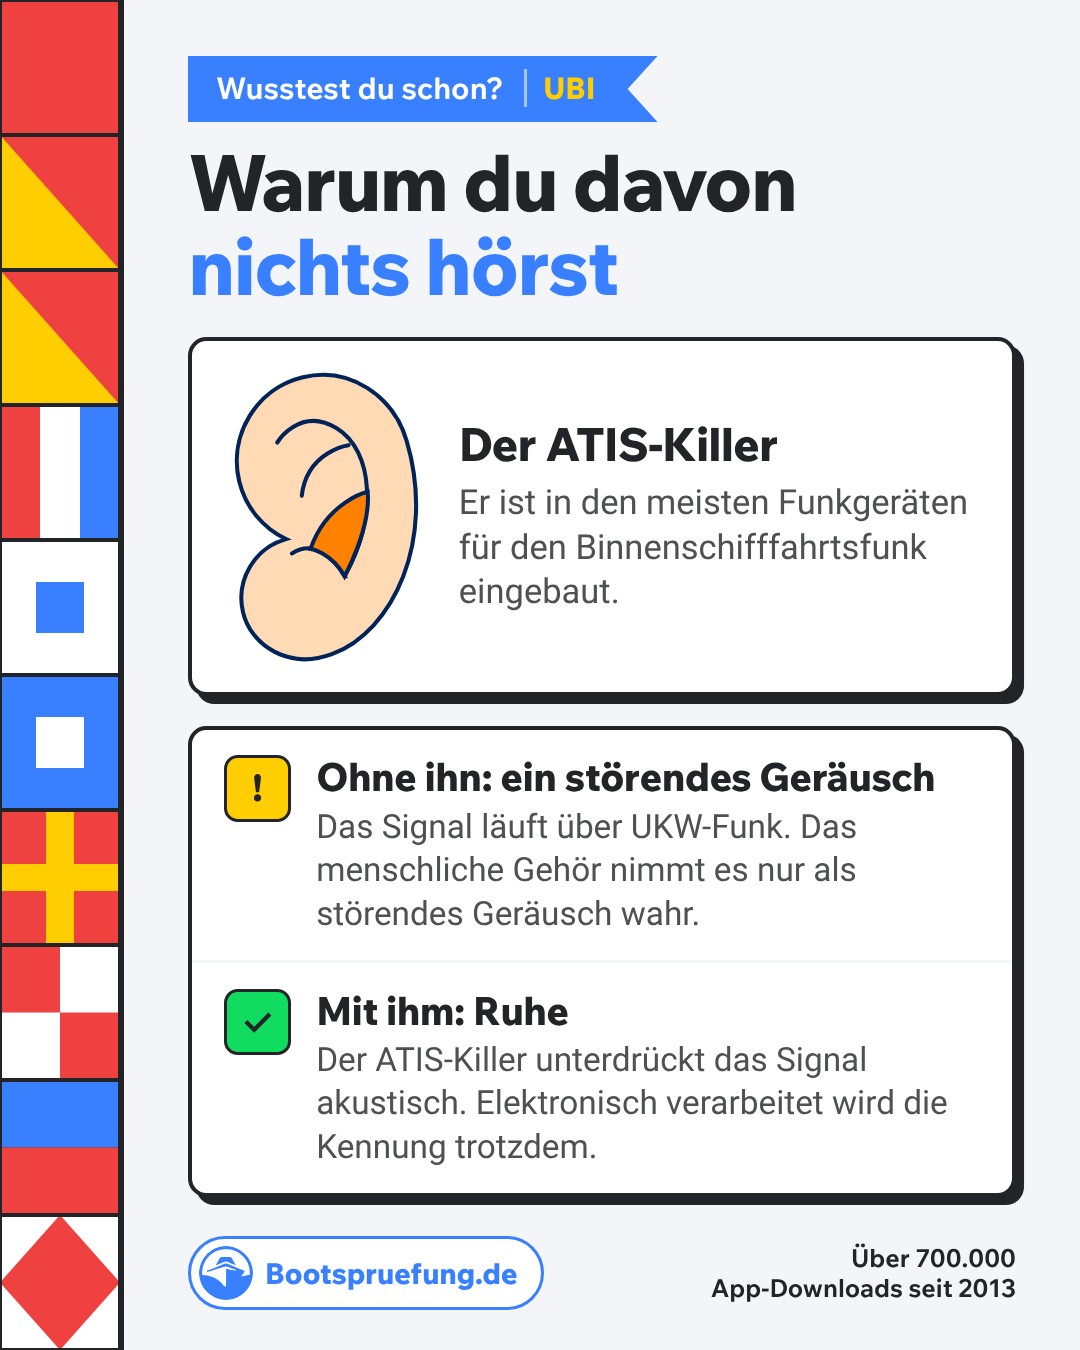 Wusstest du schon? | UBI
Warum du davon
nichts hörst
Der ATIS-Killer
Er ist in den meisten Funkgeräten
für den Binnenschifffahrtsfunk
eingebaut.
!
Ohne ihn: ein störendes Geräusch
Das Signal läuft über UKW-Funk. Das
menschliche Gehör nimmt es nur als
störendes Geräusch wahr.
Mit ihm: Ruhe
Der ATIS-Killer unterdrückt das Signal
akustisch. Elektronisch verarbeitet wird die
Kennung trotzdem.
Bootspruefung.de
Über 700.000
App-Downloads seit 2013